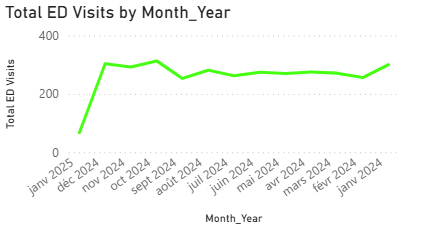 Total ED Visits by Month_Year
400
200
0
Total ED Visits
janv 2025
déc 2024
nov 2024
oct 2024
sept 2024
août 2024
juil 2024
juin 2024
mai 2024
avr 2024
mars 2024
févr 2024
janv 2024
Month_Year